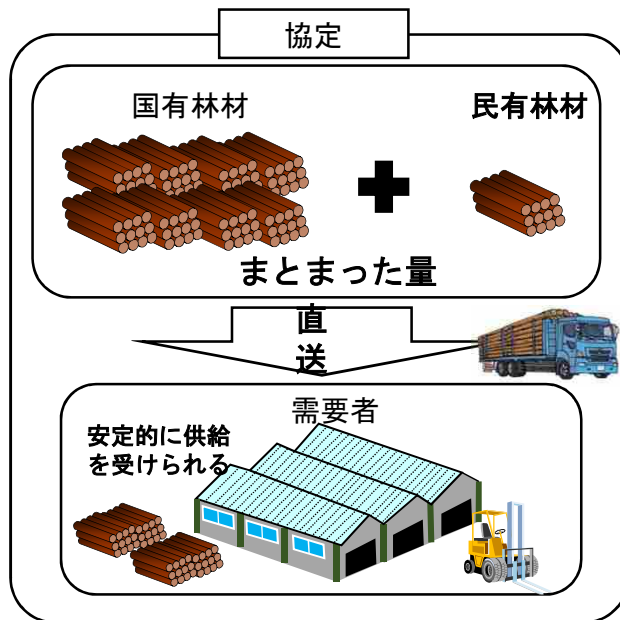 協定
国有林材
民有林材
まとまった量
直
送
需要者
安定的に供給
を受けられる